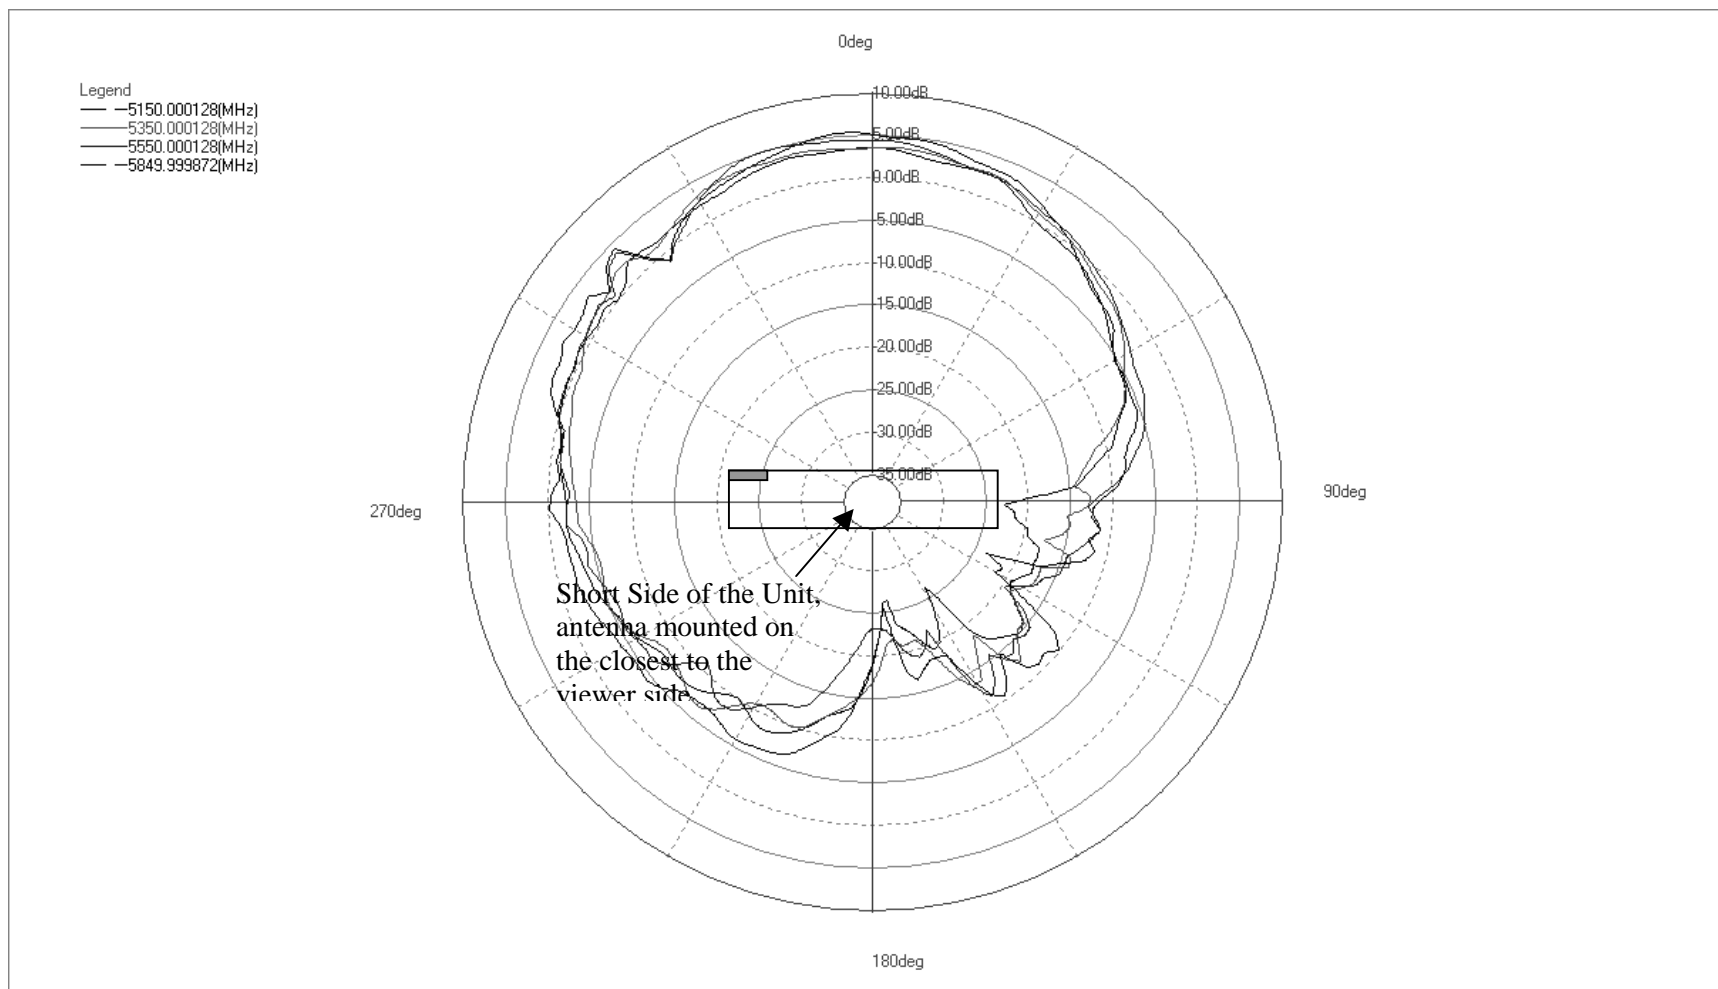 0deg
Legend
5150.000128(MHz)
5350.000128(MHz)
5550.000128(MHz)
5849.999872(MHz)
10.00dB
5.00dB
0.00dB
-5.00dB
-10.00dB
-15.00dB
-20.00dB
-25.00dB
-30.00dB
-35.00dB
90deg
270deg
Short Side of the Unit,
antenna mounted on
the closest to the
viewer side
180deg